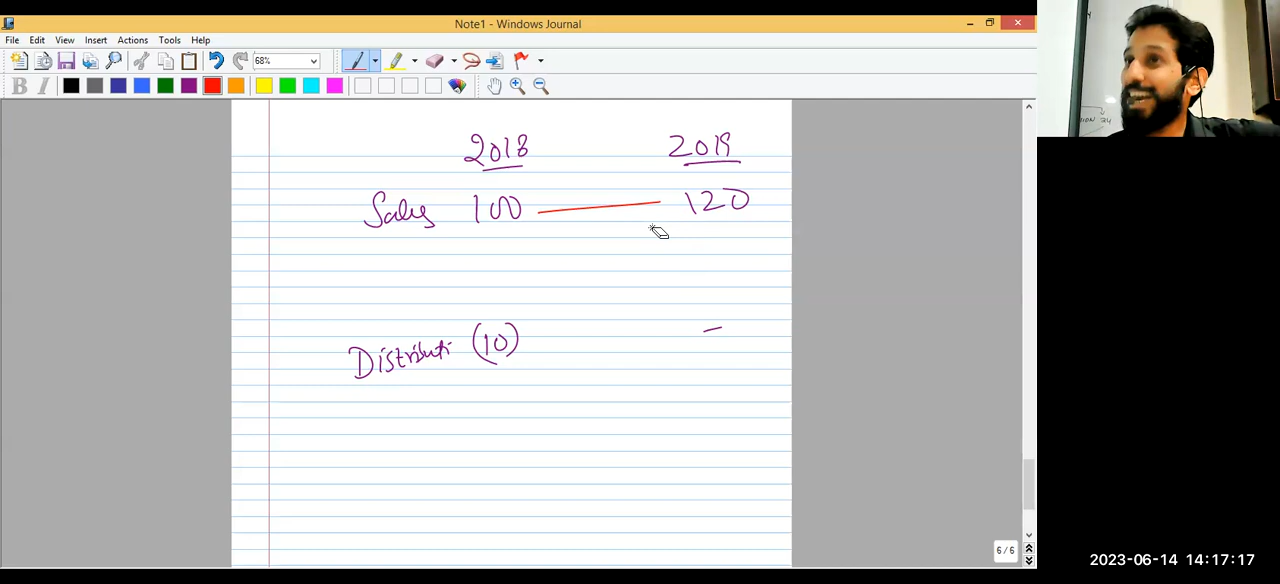 Note1 - Windows Journal
File Edit View Insert Actions Tools Help
68%
B I
2018 2019
Sales 100 120
Distributi (10) –
6 / 6
2023-06-14 14:17:17